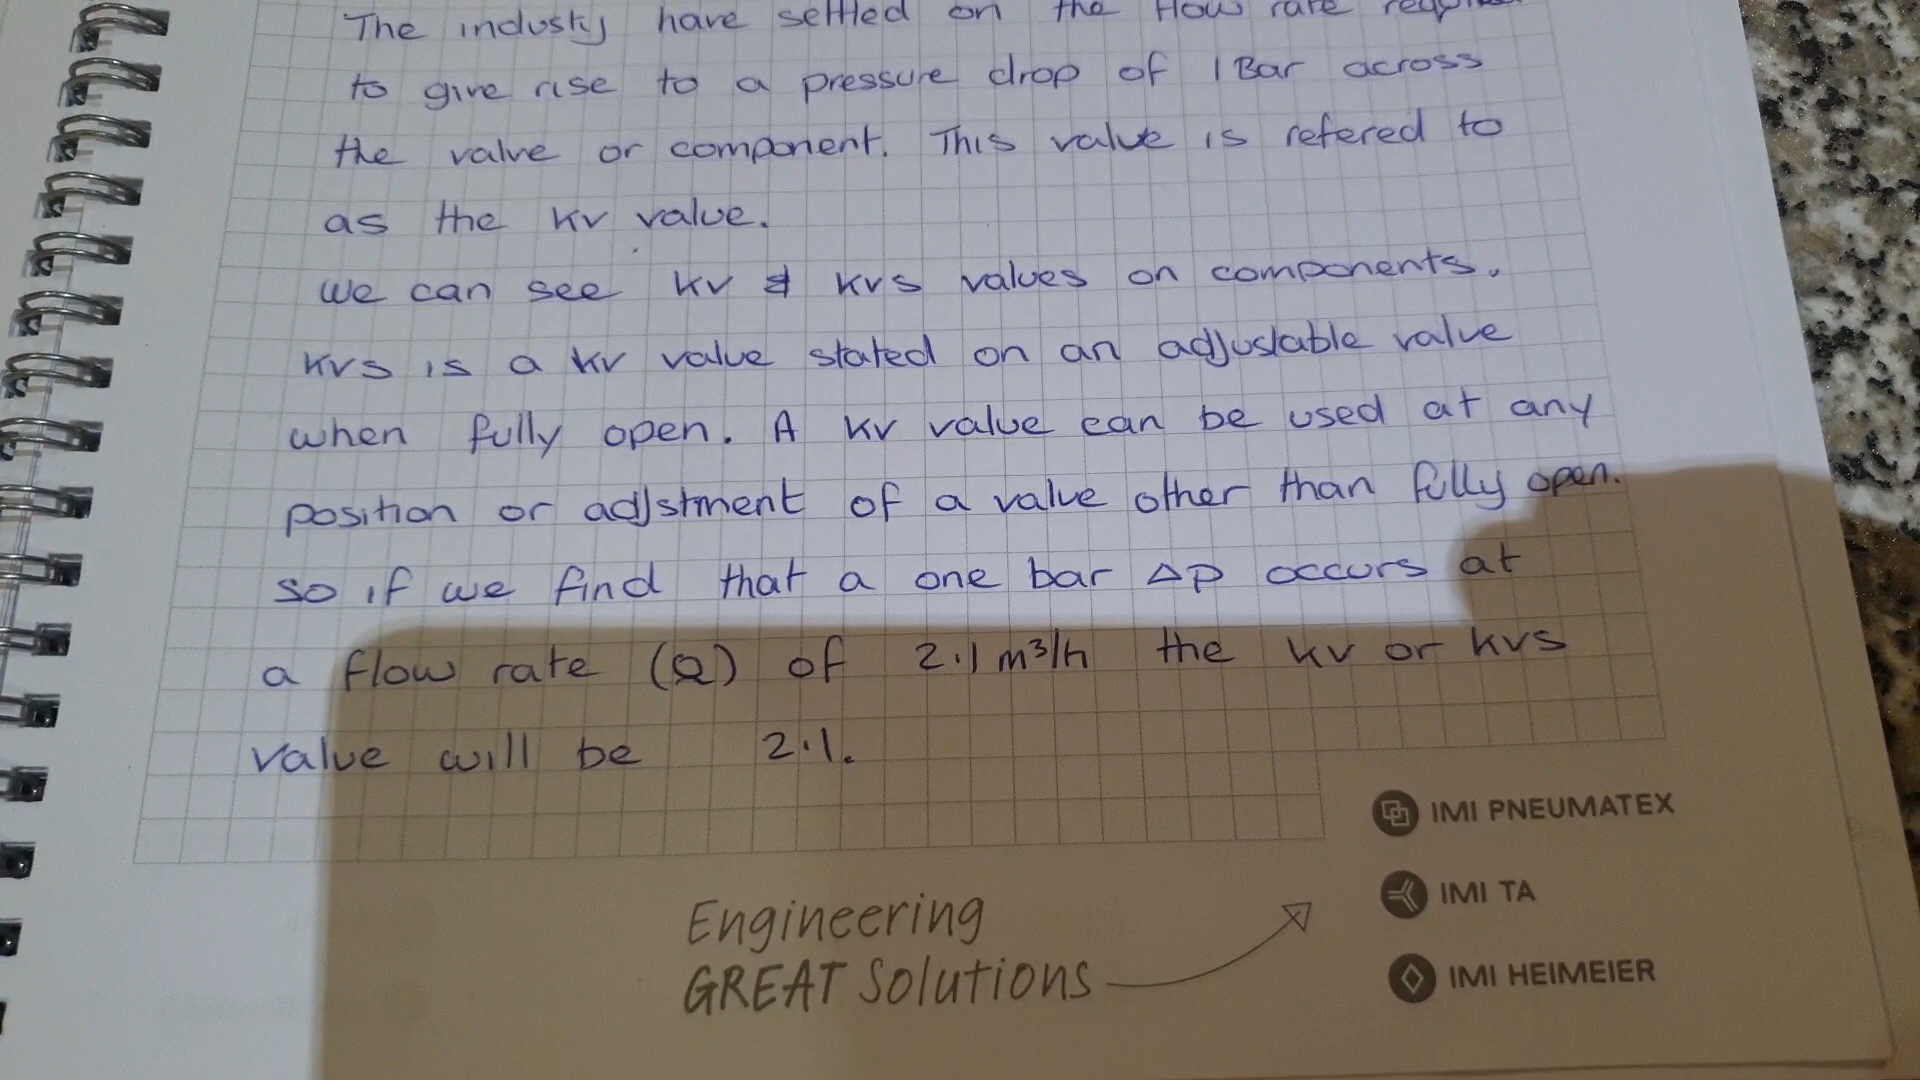 The industry have settled on the flow rate required
to give rise to a pressure drop of 1 Bar across
the valve or component. This value is refered to
as the kv value.
we can see kv & kvs values on components.
kvs is a kv value stated on an adjustable valve
when fully open. A kv value can be used at any
position or adjstment of a valve other than fully open.
so if we find that a one bar ΔP occurs at
a flow rate (Q) of 2.1 m³/h the kv or kvs
value will be 2.1.
Engineering
GREAT Solutions
IMI PNEUMATEX
IMI TA
IMI HEIMEIER